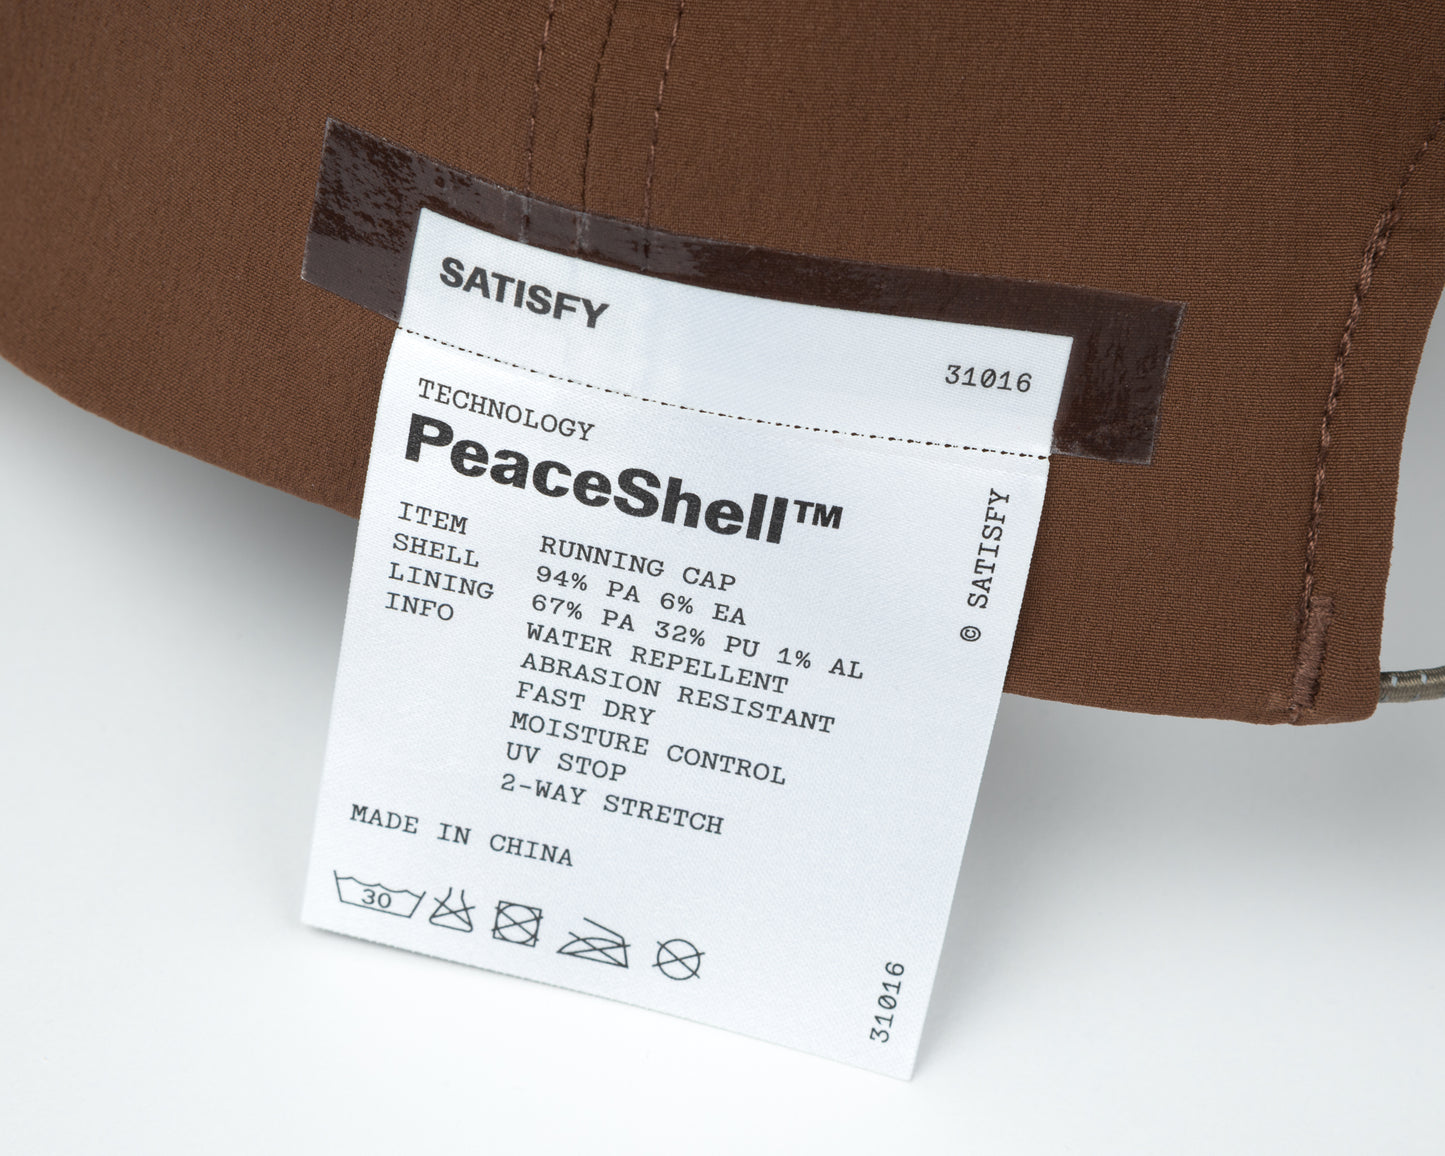 SATISFY
31016
TECHNOLOGY
PeaceShell™
ITEM RUNNING CAP
SHELL 94% PA 6% EA
LINING 67% PA 32% PU 1% AL
INFO WATER REPELLENT
ABRASION RESISTANT
FAST DRY
MOISTURE CONTROL
UV STOP
2-WAY STRETCH
MADE IN CHINA
30
© SATISFY
31016